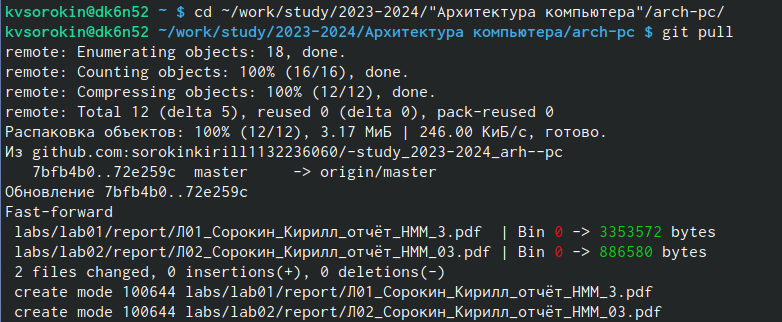 kvsorokin@dk6n52 ~ $ cd ~/work/study/2023-2024/"Архитектура компьютера"/arch-pc/
kvsorokin@dk6n52 ~/work/study/2023-2024/Архитектура компьютера/arch-pc $ git pull
remote: Enumerating objects: 18, done.
remote: Counting objects: 100% (16/16), done.
remote: Compressing objects: 100% (12/12), done.
remote: Total 12 (delta 5), reused 0 (delta 0), pack-reused 0
Распаковка объектов: 100% (12/12), 3.17 МиБ | 246.00 КиБ/с, готово.
Из github.com:sorokinkirill1132236060/-study_2023-2024_arh--pc
   7bfb4b0..72e259c  master     -> origin/master
Обновление 7bfb4b0..72e259c
Fast-forward
 labs/lab01/report/Л01_Сорокин_Кирилл_отчёт_НММ_3.pdf  | Bin 0 -> 3353572 bytes
 labs/lab02/report/Л02_Сорокин_Кирилл_отчёт_НММ_03.pdf | Bin 0 -> 886580 bytes
 2 files changed, 0 insertions(+), 0 deletions(-)
 create mode 100644 labs/lab01/report/Л01_Сорокин_Кирилл_отчёт_НММ_3.pdf
 create mode 100644 labs/lab02/report/Л02_Сорокин_Кирилл_отчёт_НММ_03.pdf